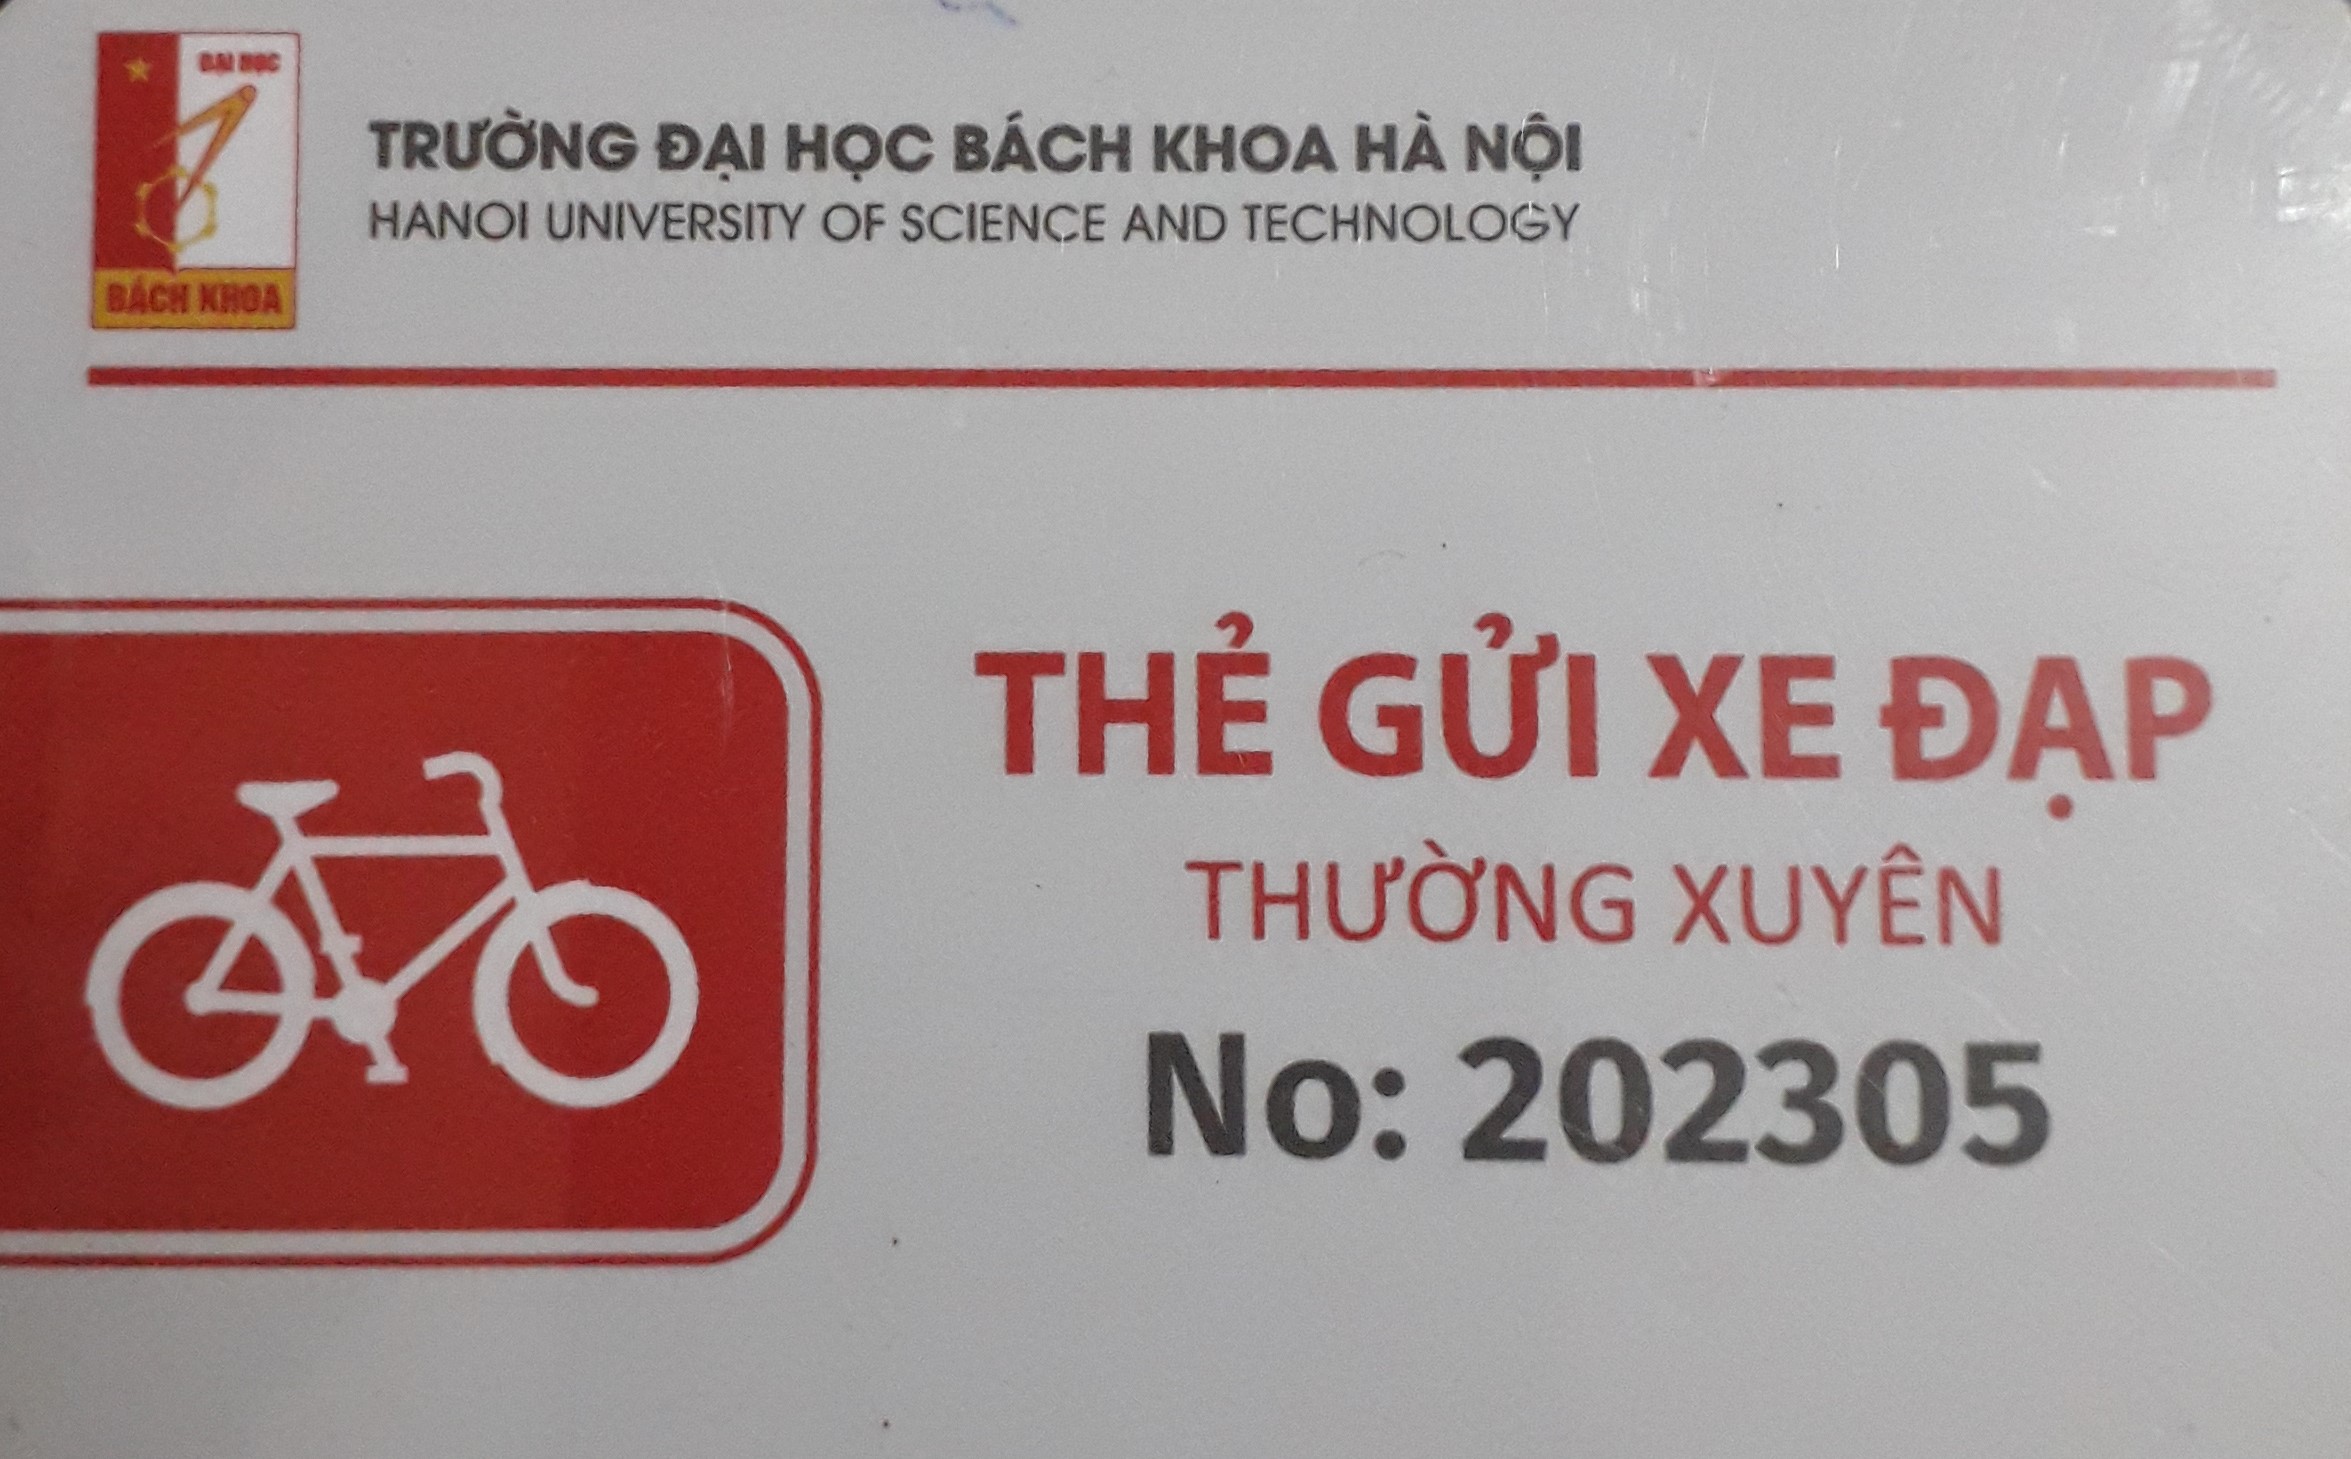 ĐẠI HỌC
BÁCH KHOA
TRƯỜNG ĐẠI HỌC BÁCH KHOA HÀ NỘI
HANOI UNIVERSITY OF SCIENCE AND TECHNOLOGY
THẺ GỬI XE ĐẠP
THƯỜNG XUYÊN
No: 202305